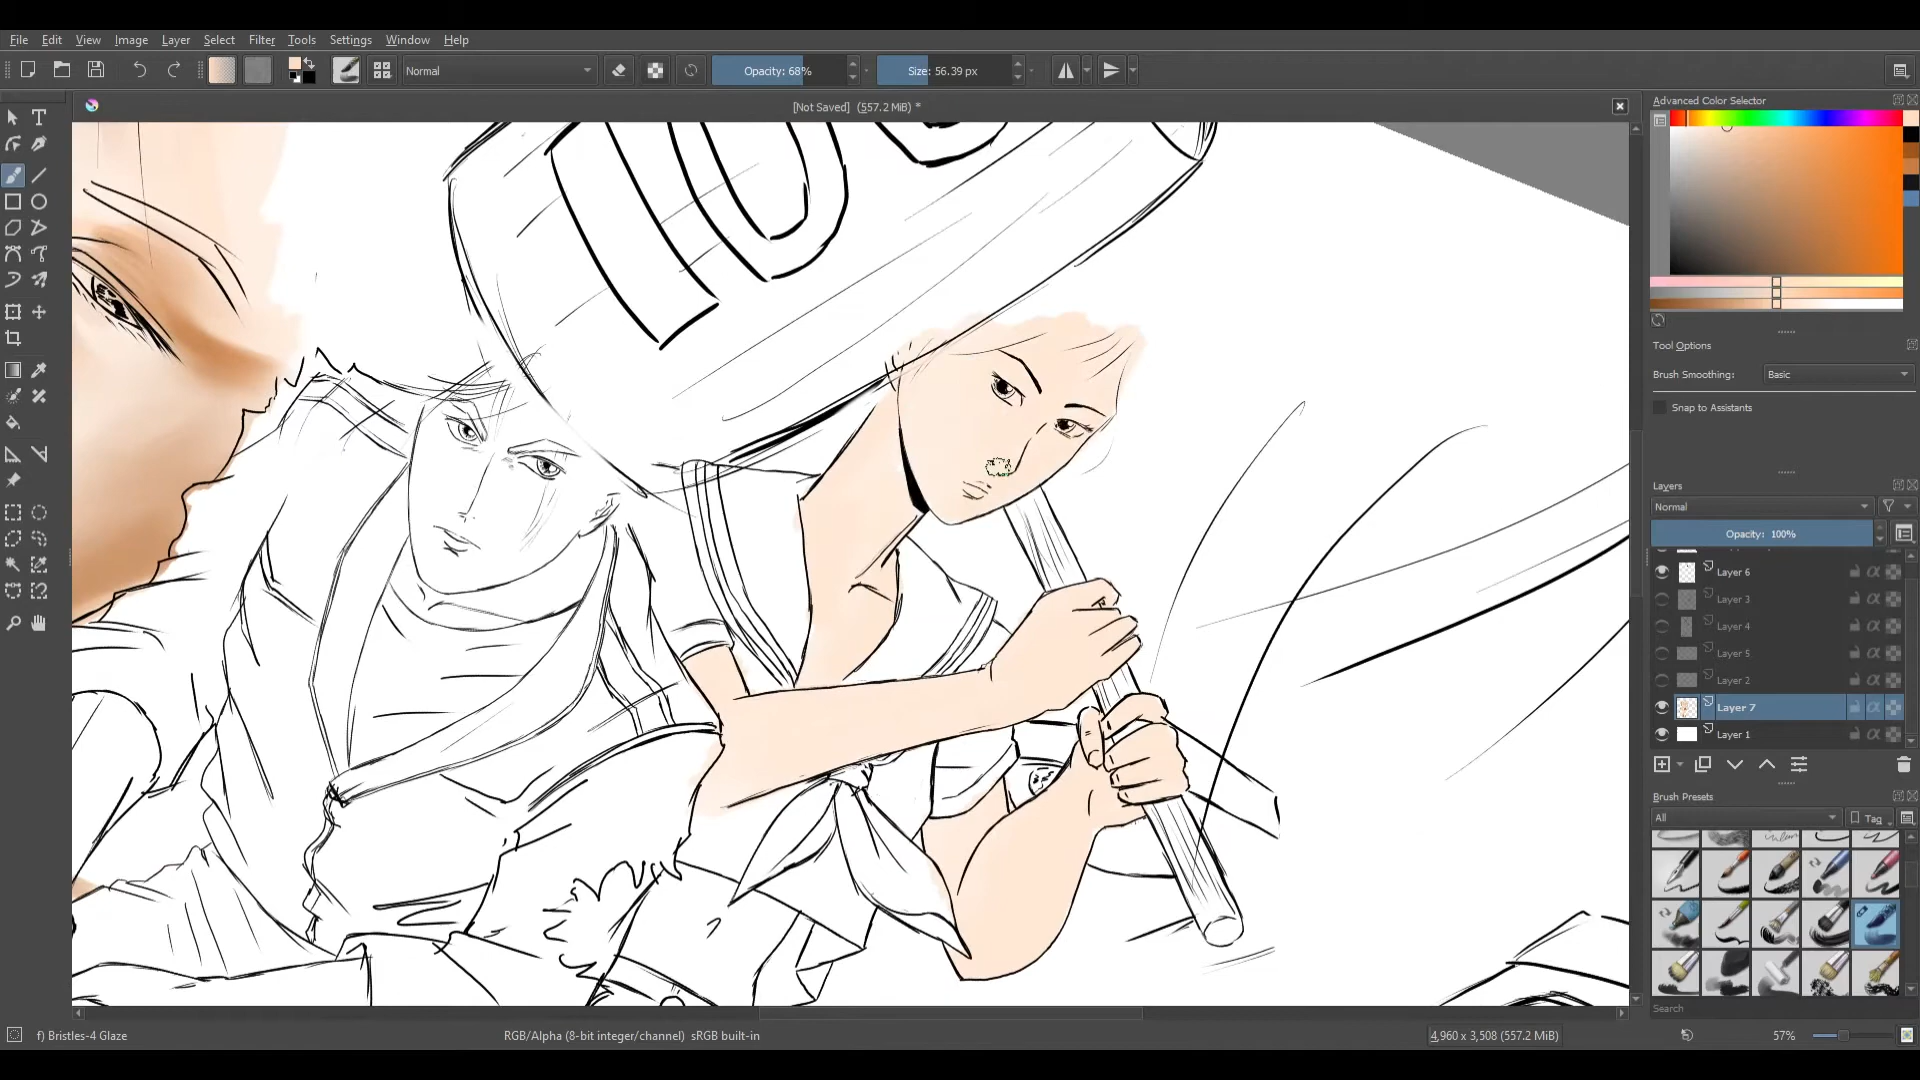 File Edit View Image Layer Select Filter Tools Settings Window Help
Normal Opacity: 68% Size: 56.39 px
[Not Saved] (557.2 MiB) *
Advanced Color Selector
Tool Options
Brush Smoothing: Basic
Snap to Assistants
Layers
Normal
Opacity: 100%
Layer 6
Layer 3
Layer 4
Layer 5
Layer 2
Layer 7
Layer 1
Brush Presets
All Tag
Search
f) Bristles-4 Glaze RGB/Alpha (8-bit integer/channel) sRGB built-in 4,960 x 3,508 (557.2 MiB) 57%